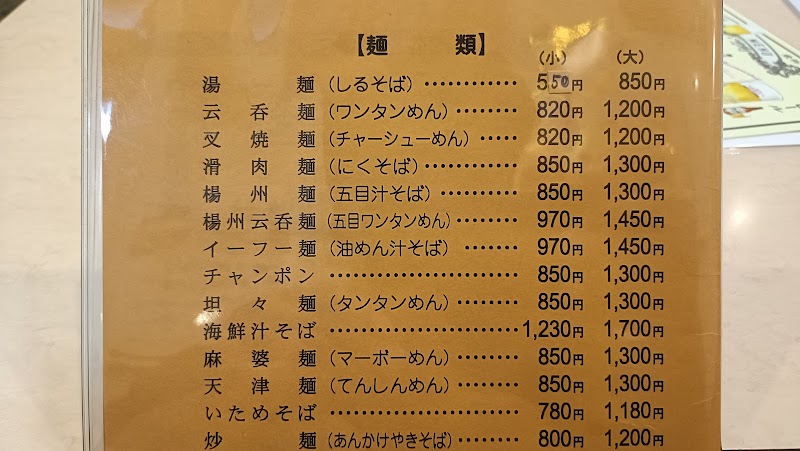 【麺 類】
(小) (大)
湯 麺(しるそば)………… 550円 850円
云 呑 麺(ワンタンめん)……… 820円 1,200円
叉 焼 麺(チャーシューめん)…… 820円 1,200円
滑 肉 麺(にくそば)………… 850円 1,300円
楊 州 麺(五目汁そば)……… 850円 1,300円
楊州云呑麺(五目ワンタンめん)……… 970円 1,450円
イーフー麺(油めん汁そば)……… 970円 1,450円
チャンポン………………… 850円 1,300円
坦 々 麺(タンタンめん)……… 850円 1,300円
海鮮汁そば…………………1,230円 1,700円
麻 婆 麺(マーボーめん)……… 850円 1,300円
天 津 麺(てんしんめん)……… 850円 1,300円
いためそば………………… 780円 1,180円
炒 麺(あんかけやきそば)……… 800円 1,200円